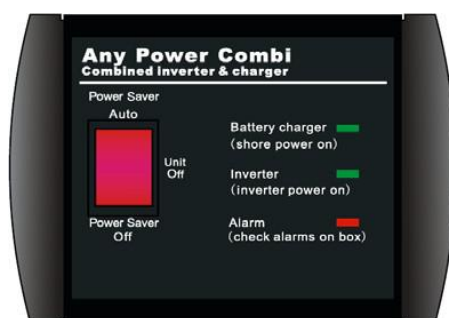 Any Power Combi
Combined inverter & charger
Power Saver
Auto
Unit
Off
Power Saver
Off
Battery charger
(shore power on)
Inverter
(inverter power on)
Alarm
(check alarms on box)